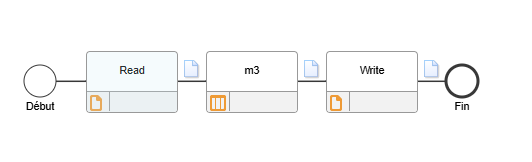 Read
m3
Write
Début
Fin